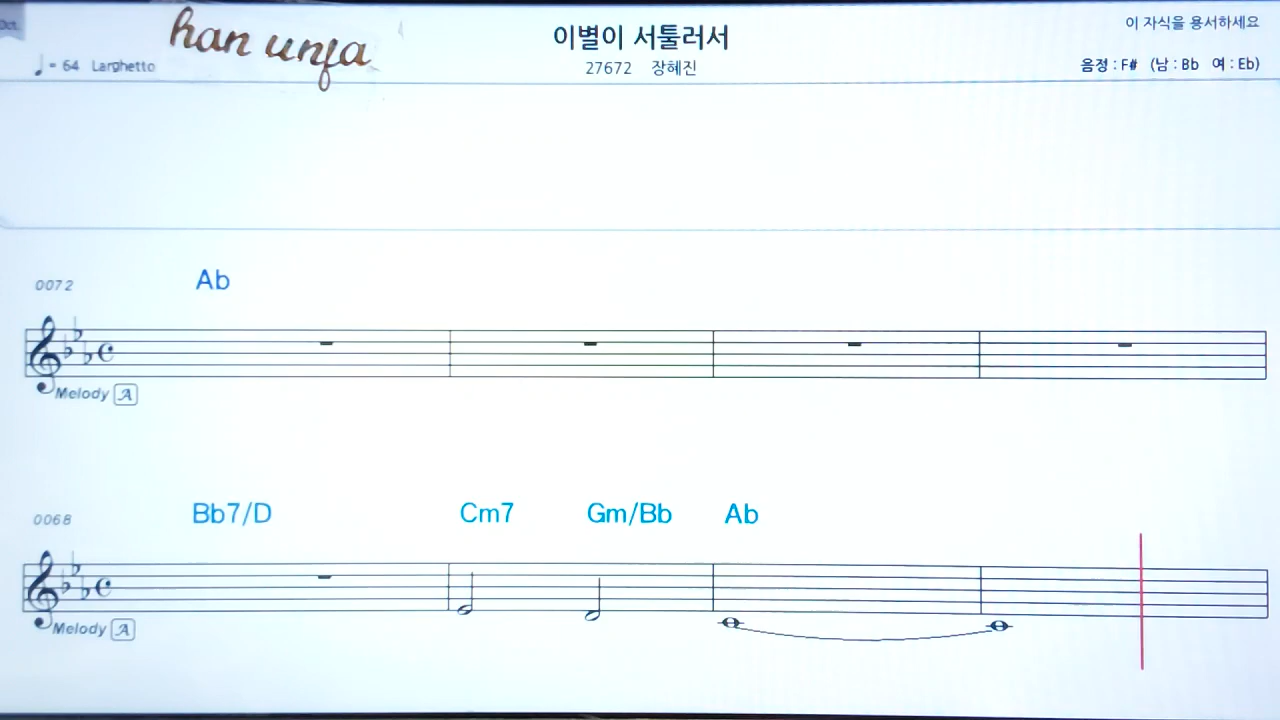 Oct.
han unfa
이별이 서툴러서
이 자식을 용서하세요
♩ = 64 Larghetto
27672 장혜진
음정 : F# (남 : Bb 여 : Eb)
0072
Ab
Melody A
0068
Bb7/D Cm7 Gm/Bb Ab
Melody A